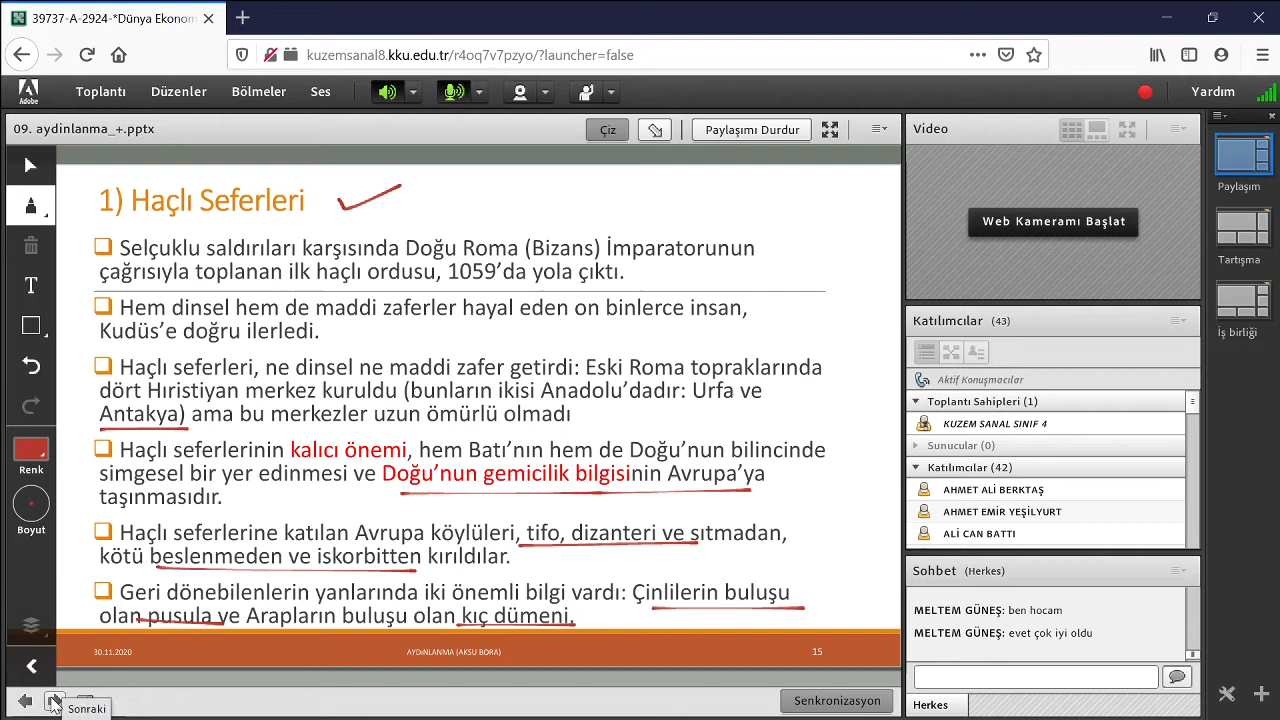 39737-A-2924-*Dünya Ekonom
kuzemsanal8.kku.edu.tr/r4oq7v7pzyo/?launcher=false
Adobe
Toplantı
Düzenler
Bölmeler
Ses
Yardım
09. aydinlanma_+.pptx
Çiz
Paylaşımı Durdur
1) Haçlı Seferleri
Selçuklu saldırıları karşısında Doğu Roma (Bizans) İmparatorunun
çağrısıyla toplanan ilk haçlı ordusu, 1059’da yola çıktı.
Hem dinsel hem de maddi zaferler hayal eden on binlerce insan,
Kudüs’e doğru ilerledi.
Haçlı seferleri, ne dinsel ne maddi zafer getirdi: Eski Roma topraklarında
dört Hıristiyan merkez kuruldu (bunların ikisi Anadolu’dadır: Urfa ve
Antakya) ama bu merkezler uzun ömürlü olmadı
Haçlı seferlerinin kalıcı önemi, hem Batı’nın hem de Doğu’nun bilincinde
simgesel bir yer edinmesi ve Doğu’nun gemicilik bilgisinin Avrupa’ya
taşınmasıdır.
Haçlı seferlerine katılan Avrupa köylüleri, tifo, dizanteri ve sıtmadan,
kötü beslenmeden ve iskorbitten kırıldılar.
Geri dönebilenlerin yanlarında iki önemli bilgi vardı: Çinlilerin buluşu
olan pusula ve Arapların buluşu olan kıç dümeni.
30.11.2020
AYDıNLANMA (AKSU BORA)
15
Renk
Boyut
Sonraki
Senkronizasyon
Video
Web Kameramı Başlat
Katılımcılar (43)
Aktif Konuşmacılar
Toplantı Sahipleri (1)
KUZEM SANAL SINIF 4
Sunucular (0)
Katılımcılar (42)
AHMET ALİ BERKTAŞ
AHMET EMİR YEŞİLYURT
ALİ CAN BATTI
Sohbet (Herkes)
MELTEM GÜNEŞ: ben hocam
MELTEM GÜNEŞ: evet çok iyi oldu
Herkes
Paylaşım
Tartışma
İş birliği